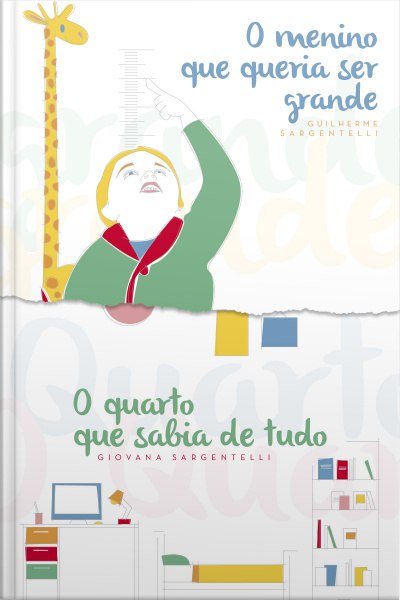 O menino
que queria ser
grande
GUILHERME
SARGENTELLI
O quarto
que sabia de tudo
GIOVANA SARGENTELLI